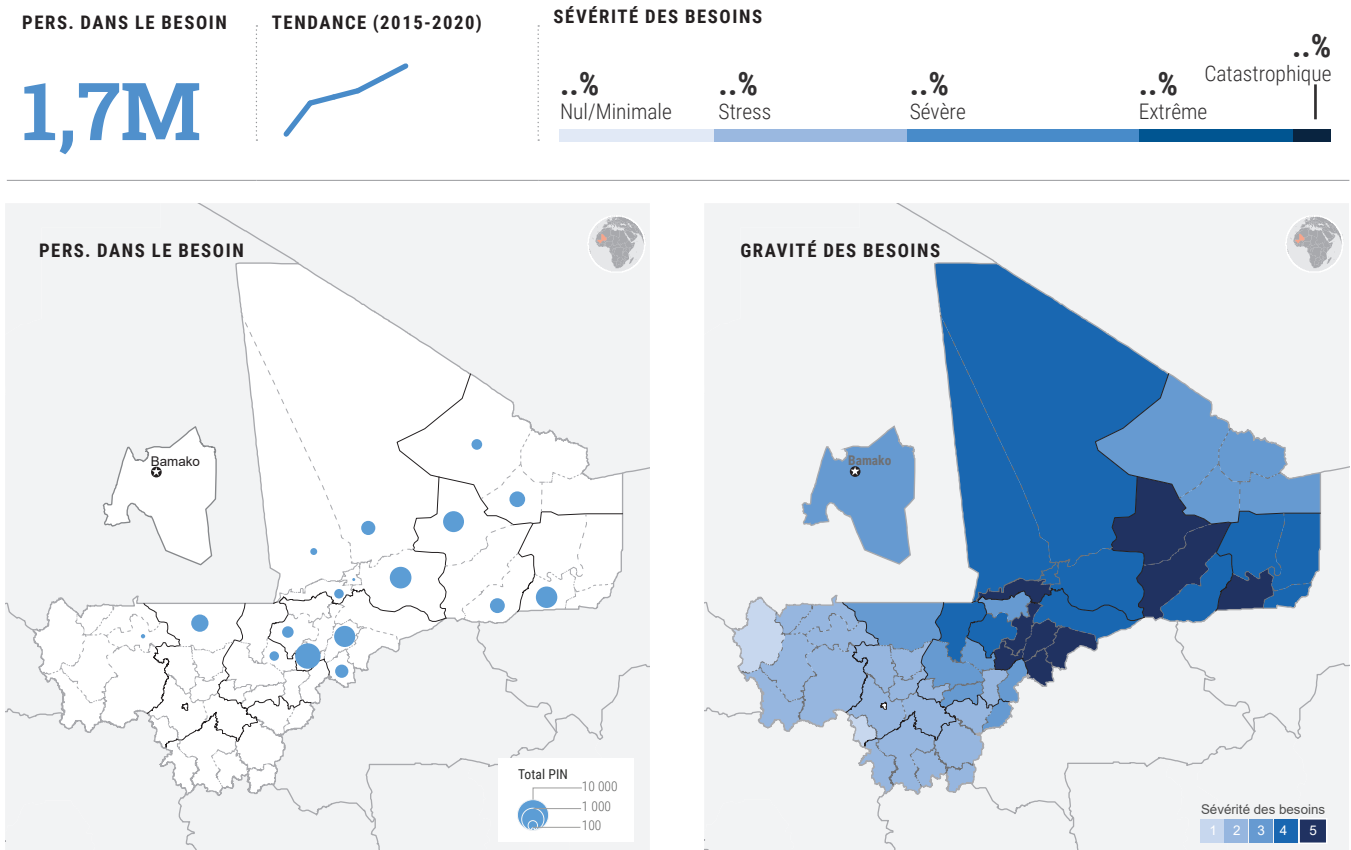 PERS. DANS LE BESOIN
1,7M
TENDANCE (2015-2020)
SÉVÉRITÉ DES BESOINS
..%
Nul/Minimale
..%
Stress
..%
Sévère
..%
Extrême
..%
Catastrophique
PERS. DANS LE BESOIN
Bamako
Total PIN
10 000
1 000
100
GRAVITÉ DES BESOINS
Bamako
Sévérité des besoins
1 2 3 4 5